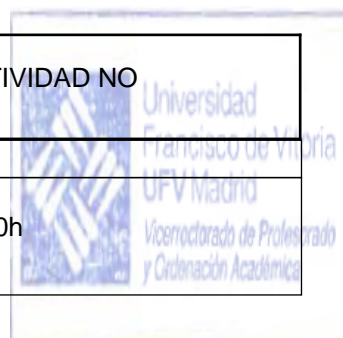 TIVIDAD NO
Universidad
Francisco de Vitoria
UFV Madrid
0h
Vicerrectorado de Profesorado
y Ordenación Académica